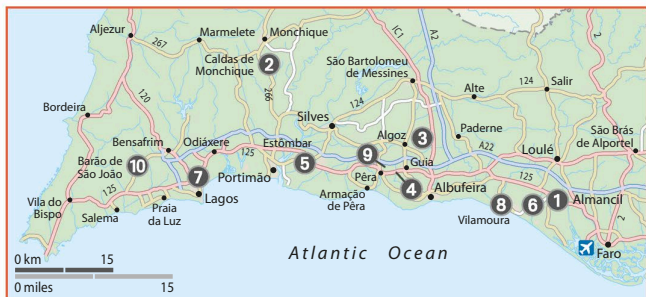 Aljezur
Marmelete
Monchique
IC1
A2
2
267
Caldas de
Monchique
2
São Bartolomeu
de Messines
124
Salir
Alte
Bordeira
120
266
Silves
124
Bensafrim
Odiáxere
Estômbar
Algoz
3
Paderne
Loulé
São Brás
de Alportel
Barão de
São João
10
125
5
9
Guia
A22
125
Portimão
Pêra
4
Albufeira
7
Lagos
Armação
de Pêra
8
6
1
Almancil
Vila do
Bispo
125
Salema
Praia
da Luz
Vilamoura
2
Atlantic Ocean
Faro
0 km
15
0 miles
15